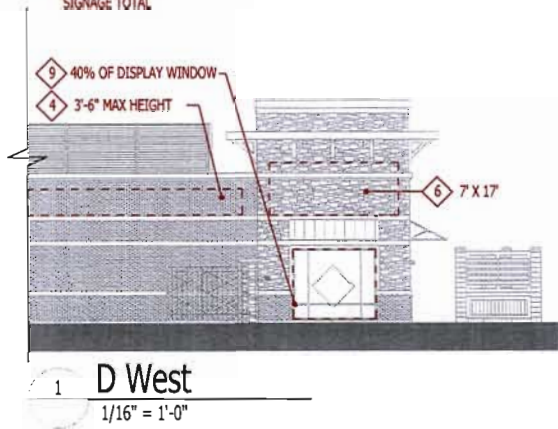 SIGNAGE TOTAL
9 40% OF DISPLAY WINDOW
4 3'-6" MAX HEIGHT
6 7' X 17'
1 D West
1/16" = 1'-0"